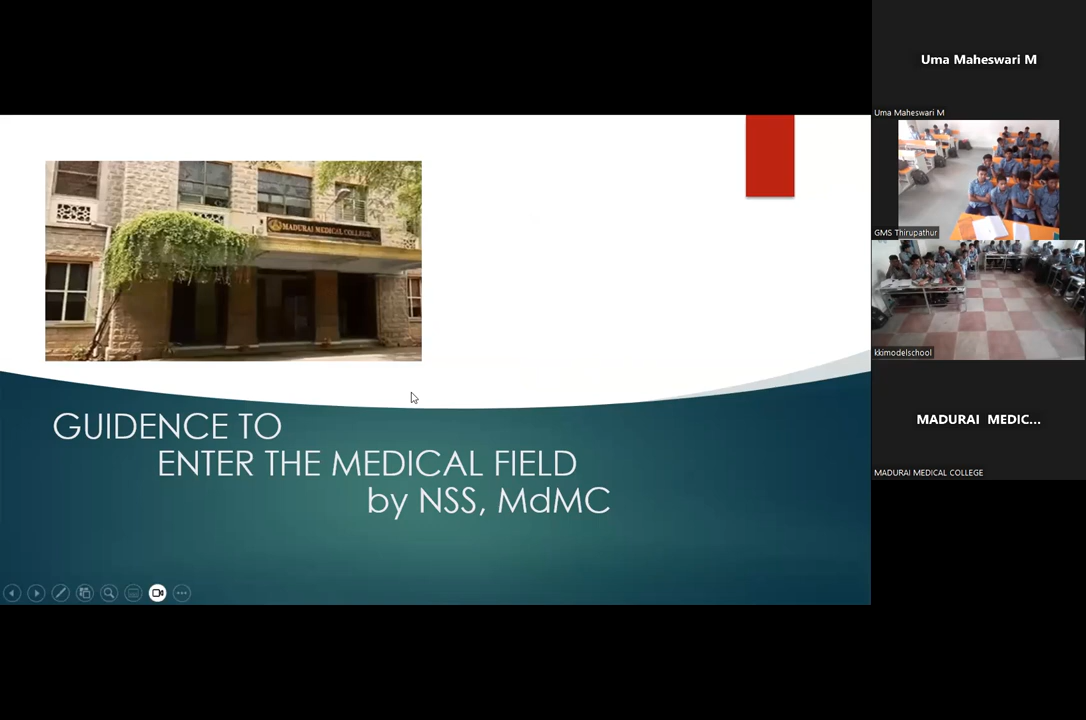 MADURAI MEDICAL COLLEGE
GUIDENCE TO
ENTER THE MEDICAL FIELD
by NSS, MdMC
Uma Maheswari M
Uma Maheswari M
GMS Thirupathur
kkimodelschool
MADURAI MEDIC...
MADURAI MEDICAL COLLEGE